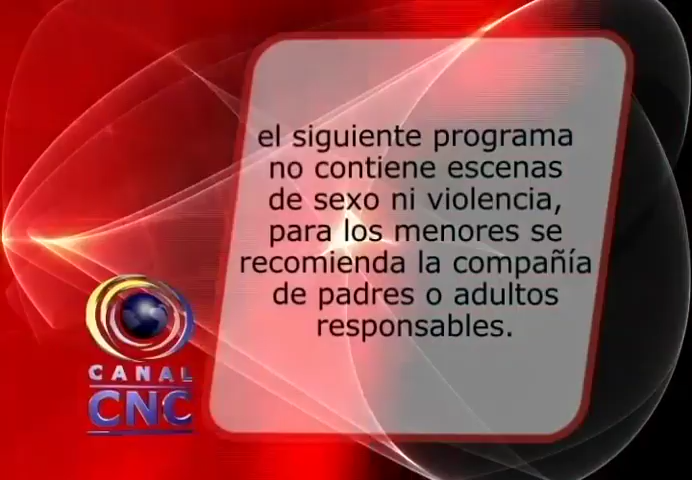 el siguiente programa
no contiene escenas
de sexo ni violencia,
para los menores se
recomienda la compañía
de padres o adultos
responsables.
CANAL
CNC